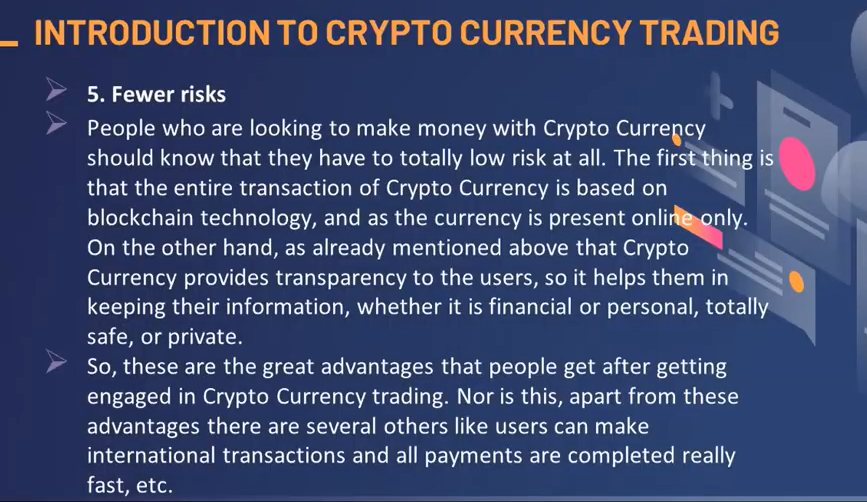 INTRODUCTION TO CRYPTO CURRENCY TRADING
5. Fewer risks
People who are looking to make money with Crypto Currency
should know that they have to totally low risk at all. The first thing is
that the entire transaction of Crypto Currency is based on
blockchain technology, and as the currency is present online only.
On the other hand, as already mentioned above that Crypto
Currency provides transparency to the users, so it helps them in
keeping their information, whether it is financial or personal, totally
safe, or private.
So, these are the great advantages that people get after getting
engaged in Crypto Currency trading. Nor is this, apart from these
advantages there are several others like users can make
international transactions and all payments are completed really
fast, etc.